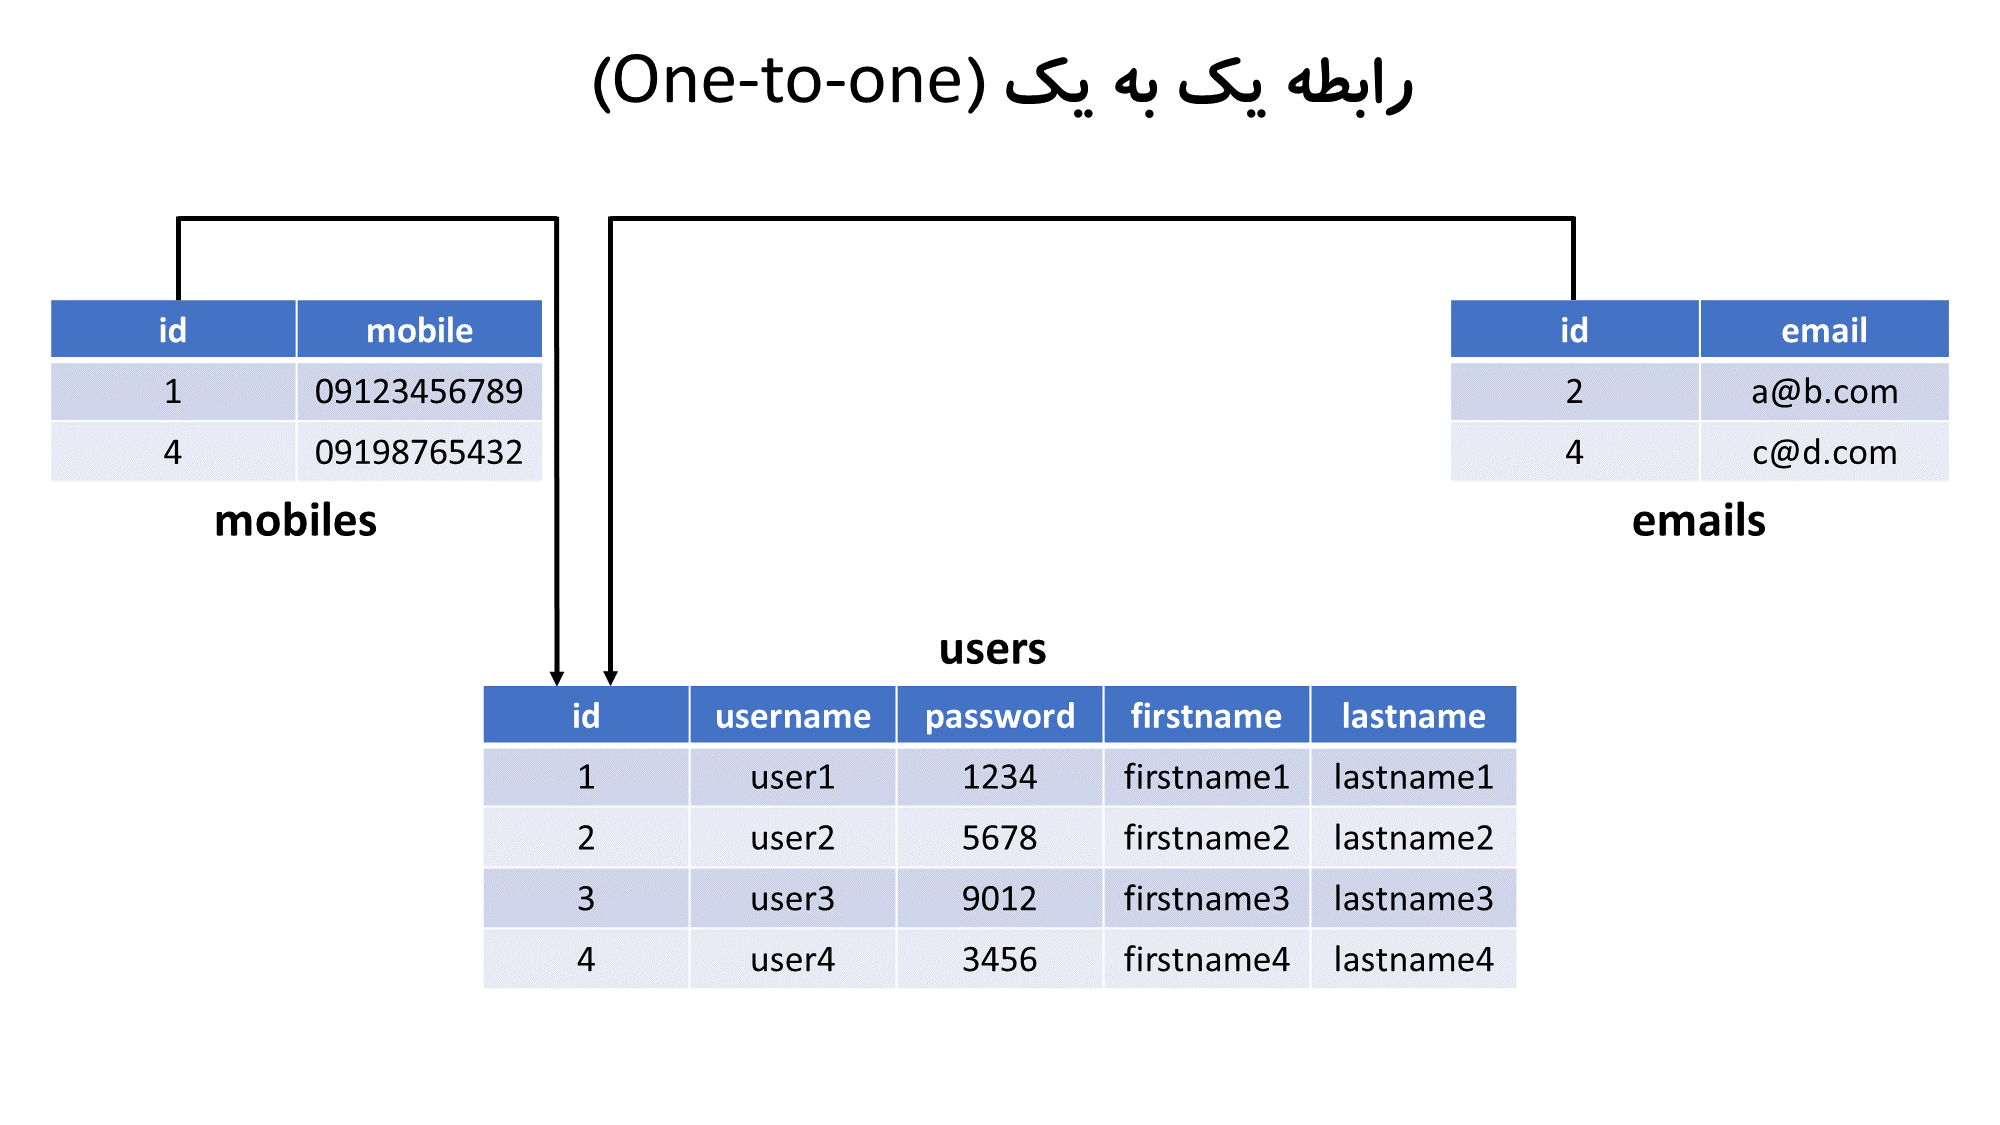 رابطه یک به یک (One-to-one)
id mobile
1 09123456789
4 09198765432
mobiles
id email
2 a@b.com
4 c@d.com
emails
users
id username password firstname lastname
1 user1 1234 firstname1 lastname1
2 user2 5678 firstname2 lastname2
3 user3 9012 firstname3 lastname3
4 user4 3456 firstname4 lastname4